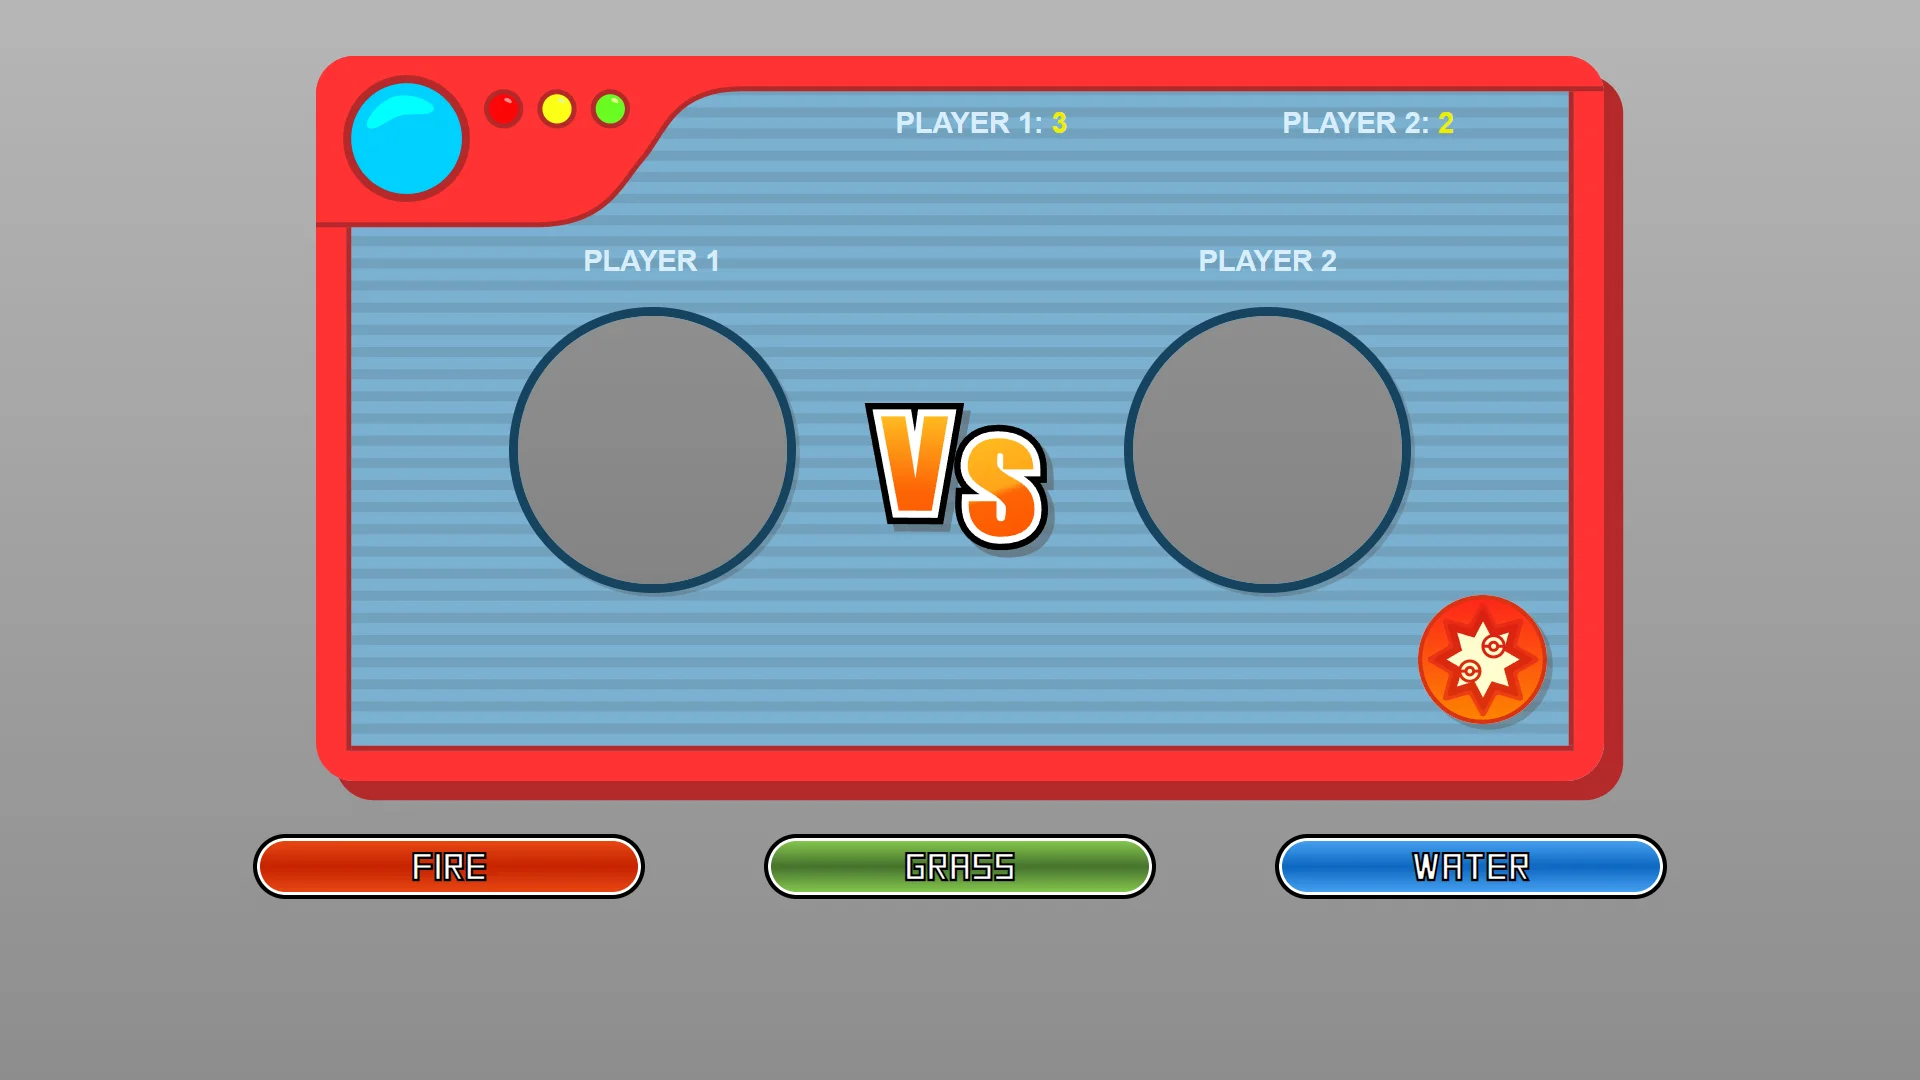 PLAYER 1: 3
PLAYER 2: 2
PLAYER 1
PLAYER 2
VS
FIRE
GRASS
WATER